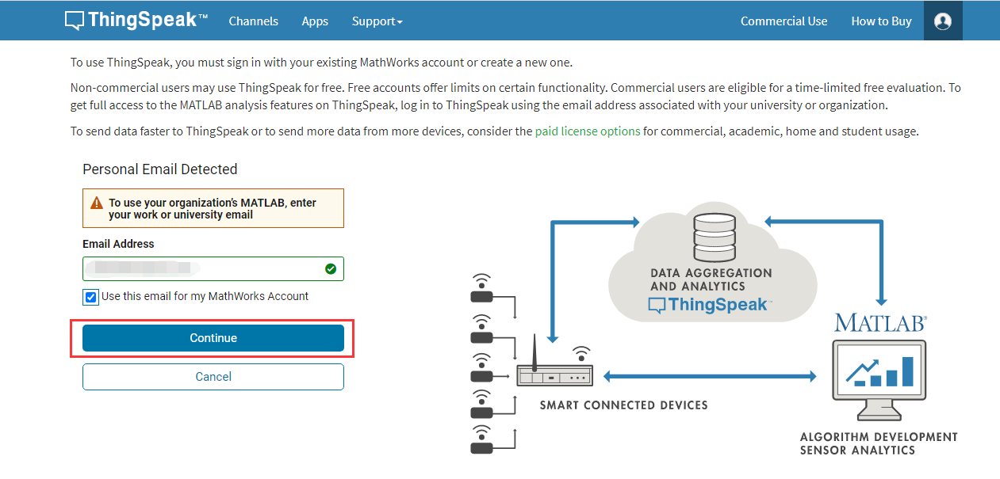 ThingSpeak™ Channels Apps Support Commercial Use How to Buy
To use ThingSpeak, you must sign in with your existing MathWorks account or create a new one.
Non-commercial users may use ThingSpeak for free. Free accounts offer limits on certain functionality. Commercial users are eligible for a time-limited free evaluation. To
get full access to the MATLAB analysis features on ThingSpeak, log in to ThingSpeak using the email address associated with your university or organization.
To send data faster to ThingSpeak or to send more data from more devices, consider the paid license options for commercial, academic, home and student usage.
Personal Email Detected
To use your organization's MATLAB, enter
your work or university email
Email Address
Use this email for my MathWorks Account
Continue
Cancel
DATA AGGREGATION
AND ANALYTICS
ThingSpeak™
MATLAB®
SMART CONNECTED DEVICES
ALGORITHM DEVELOPMENT
SENSOR ANALYTICS